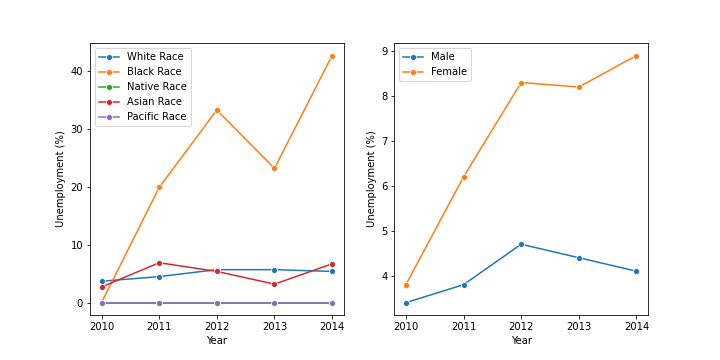 White Race
Black Race
Native Race
Asian Race
Pacific Race
Unemployment (%)
40
30
20
10
0
2010 2011 2012 2013 2014
Year
Male
Female
Unemployment (%)
9
8
7
6
5
4
2010 2011 2012 2013 2014
Year